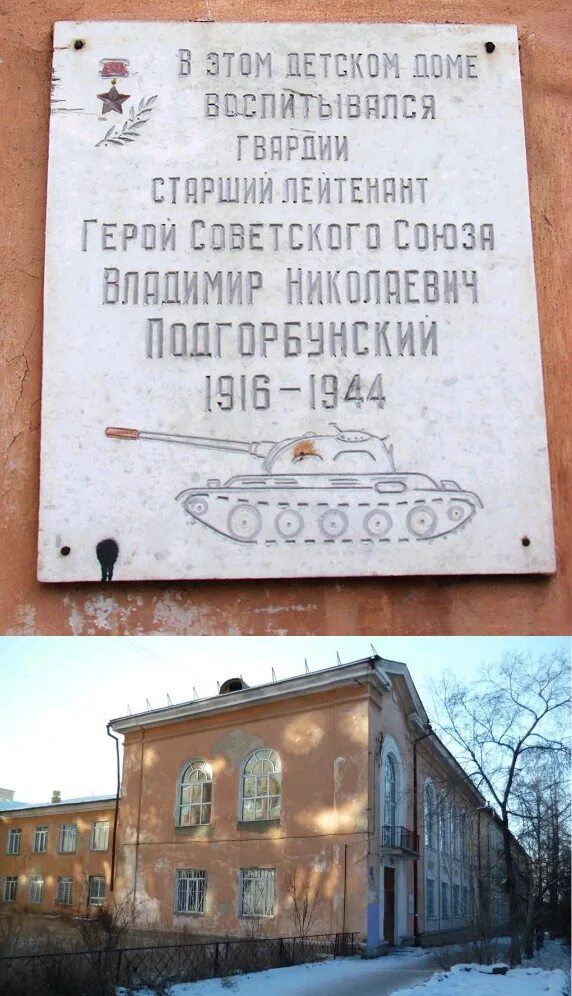 В этом детском доме
воспитывался
гвардии
старший лейтенант
Герой Советского Союза
Владимир Николаевич
Подгорбунский
1916 – 1944